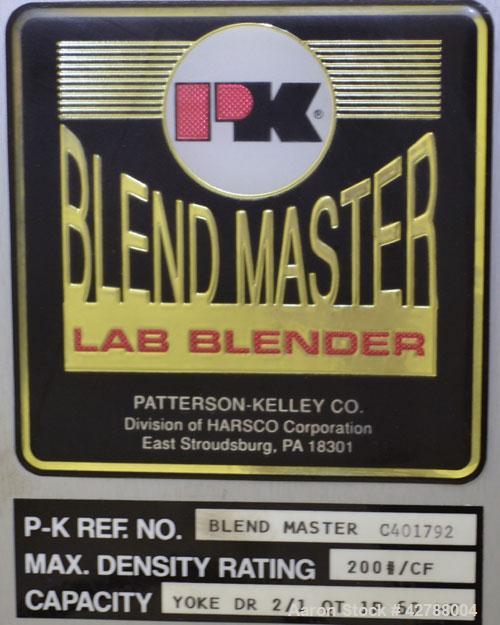 PK®
BLEND MASTER
LAB BLENDER
PATTERSON-KELLEY CO.
Division of HARSCO Corporation
East Stroudsburg, PA 18301
P-K REF. NO. BLEND MASTER C401792
MAX. DENSITY RATING 200#/CF
CAPACITY YOKE DR 2/1 QT
Aaron Stock #42788004